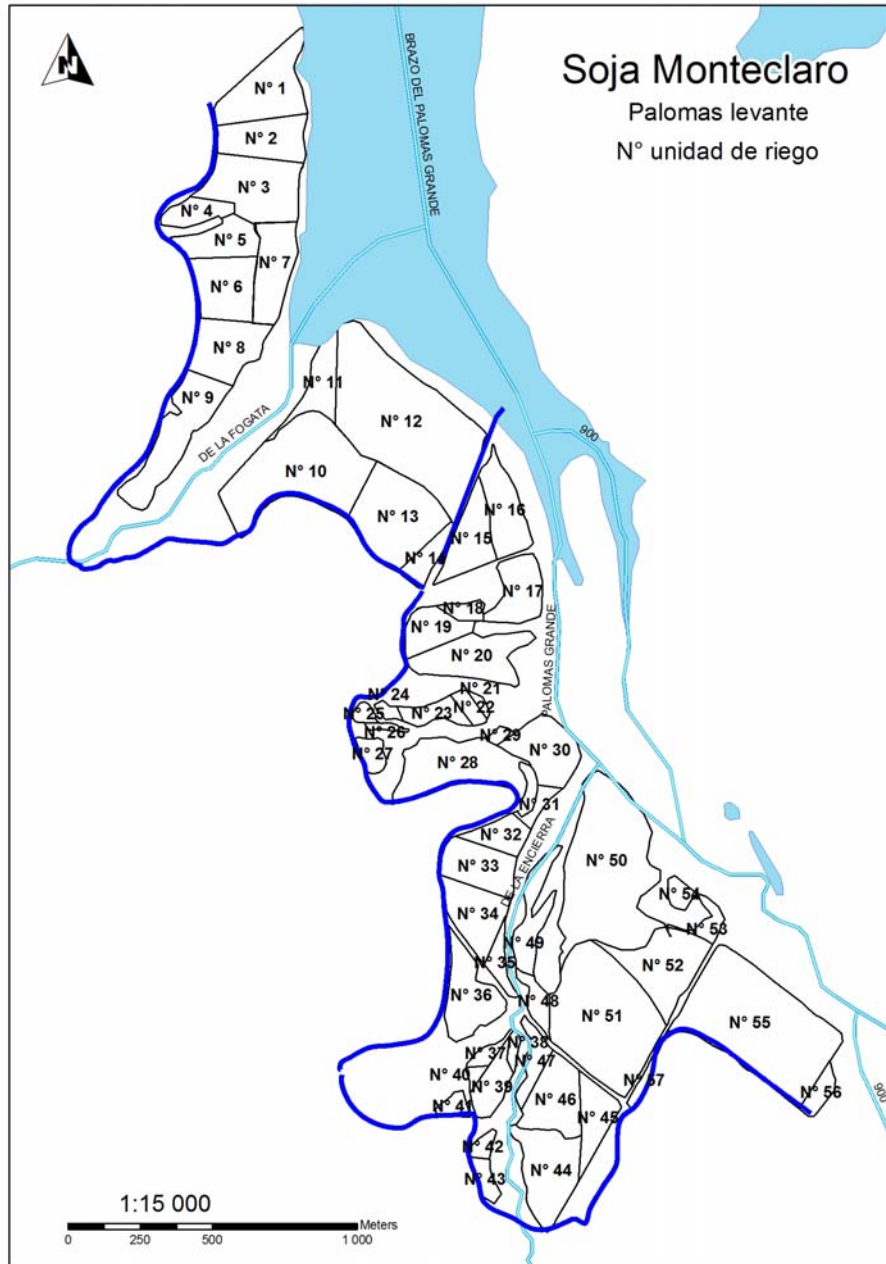 N
Soja Monteclaro
Palomas levante
N° unidad de riego
BRAZO DEL PALOMAS GRANDE
N° 1
N° 2
N° 3
N° 4
N° 5
N° 7
N° 6
N° 8
N° 9
DE LA FOGATA
N° 11
N° 12
900
N° 10
N° 13
N° 16
N° 15
N° 14
N° 17
N° 18
N° 19
PALOMAS GRANDE
N° 20
N° 21
N° 24
N° 22
N° 25
N° 23
N° 26
N° 29
N° 27
N° 28
N° 30
N° 31
N° 32
DE LA ENCIERRA
N° 33
N° 50
N° 54
N° 34
N° 53
N° 49
N° 35
N° 52
N° 36
N° 48
N° 51
N° 55
N° 38
N° 37
N° 47
N° 40
N° 39
N° 57
N° 56
N° 41
N° 46
N° 45
900
N° 42
N° 43
N° 44
1:15 000
Meters
0 250 500 1 000